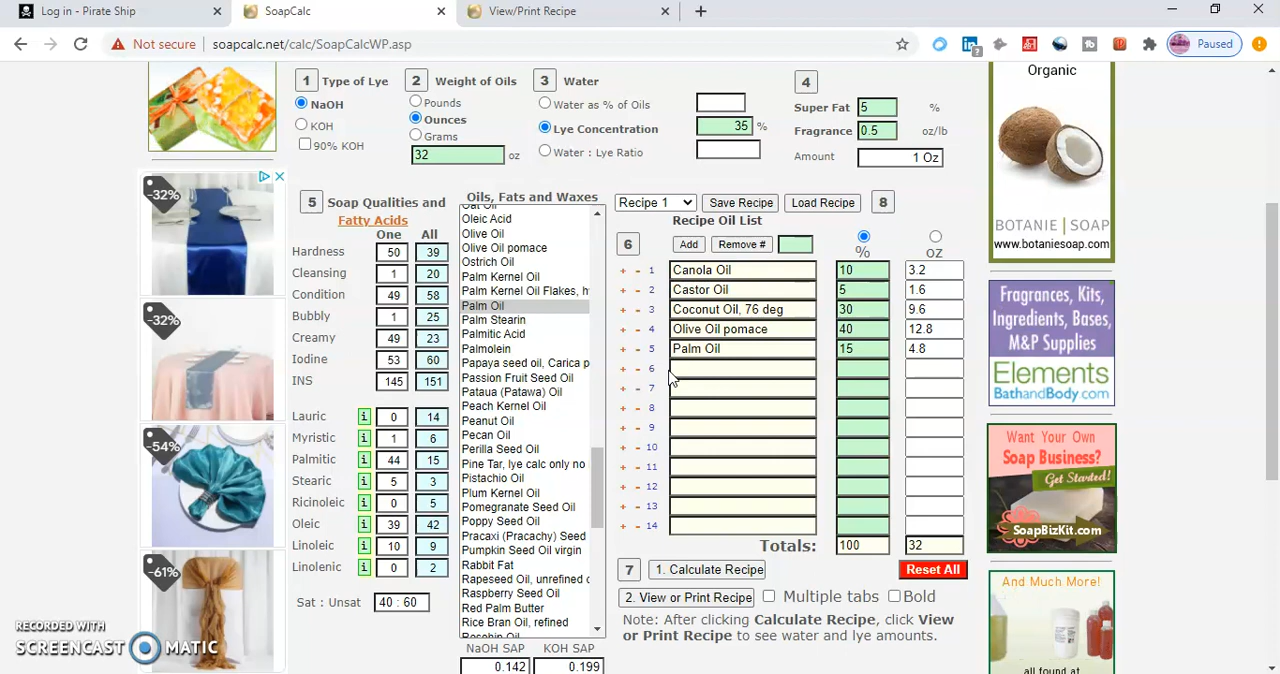 Log in - Pirate Ship
SoapCalc
View/Print Recipe
Not secure | soapcalc.net/calc/SoapCalcWP.asp
Paused
1 Type of Lye
NaOH
KOH
90% KOH
2 Weight of Oils
Pounds
Ounces
Grams
32 oz
3 Water
Water as % of Oils
Lye Concentration 35 %
Water : Lye Ratio
4
Super Fat 5 %
Fragrance 0.5 oz/lb
Amount 1 Oz
5 Soap Qualities and
Fatty Acids
One All
Hardness 50 39
Cleansing 1 20
Condition 49 58
Bubbly 1 25
Creamy 49 23
Iodine 53 60
INS 145 151
Lauric i 0 14
Myristic i 1 6
Palmitic i 44 15
Stearic i 5 3
Ricinoleic i 0 5
Oleic i 39 42
Linoleic i 10 9
Linolenic i 0 2
Sat : Unsat 40 : 60
Oils, Fats and Waxes
Oat Oil
Oleic Acid
Olive Oil
Olive Oil pomace
Ostrich Oil
Palm Kernel Oil
Palm Kernel Oil Flakes, h
Palm Oil
Palm Stearin
Palmitic Acid
Palmolein
Papaya seed oil, Carica p
Passion Fruit Seed Oil
Pataua (Patawa) Oil
Peach Kernel Oil
Peanut Oil
Pecan Oil
Perilla Seed Oil
Pine Tar, lye calc only no
Pistachio Oil
Plum Kernel Oil
Pomegranate Seed Oil
Poppy Seed Oil
Pracaxi (Pracachy) Seed
Pumpkin Seed Oil virgin
Rabbit Fat
Rapeseed Oil, unrefined c
Raspberry Seed Oil
Red Palm Butter
Rice Bran Oil, refined
Rosehip Oil
NaOH SAP KOH SAP
0.142 0.199
Recipe 1 Save Recipe Load Recipe 8
Recipe Oil List
6 Add Remove # % oz
+ - 1 Canola Oil 10 3.2
+ - 2 Castor Oil 5 1.6
+ - 3 Coconut Oil, 76 deg 30 9.6
+ - 4 Olive Oil pomace 40 12.8
+ - 5 Palm Oil 15 4.8
+ - 6
+ - 7
+ - 8
+ - 9
+ - 10
+ - 11
+ - 12
+ - 13
+ - 14
Totals: 100 32
7 1. Calculate Recipe Reset All
2. View or Print Recipe Multiple tabs Bold
Note: After clicking Calculate Recipe, click View
or Print Recipe to see water and lye amounts.
-32%
-32%
-54%
-61%
RECORDED WITH
SCREENCAST MATIC
Organic
BOTANIE | SOAP
www.botaniesoap.com
Fragrances, Kits,
Ingredients, Bases,
M&P Supplies
Elements
BathandBody.com
Want Your Own
Soap Business?
Get Started!
SoapBizKit.com
And Much More!
all found at